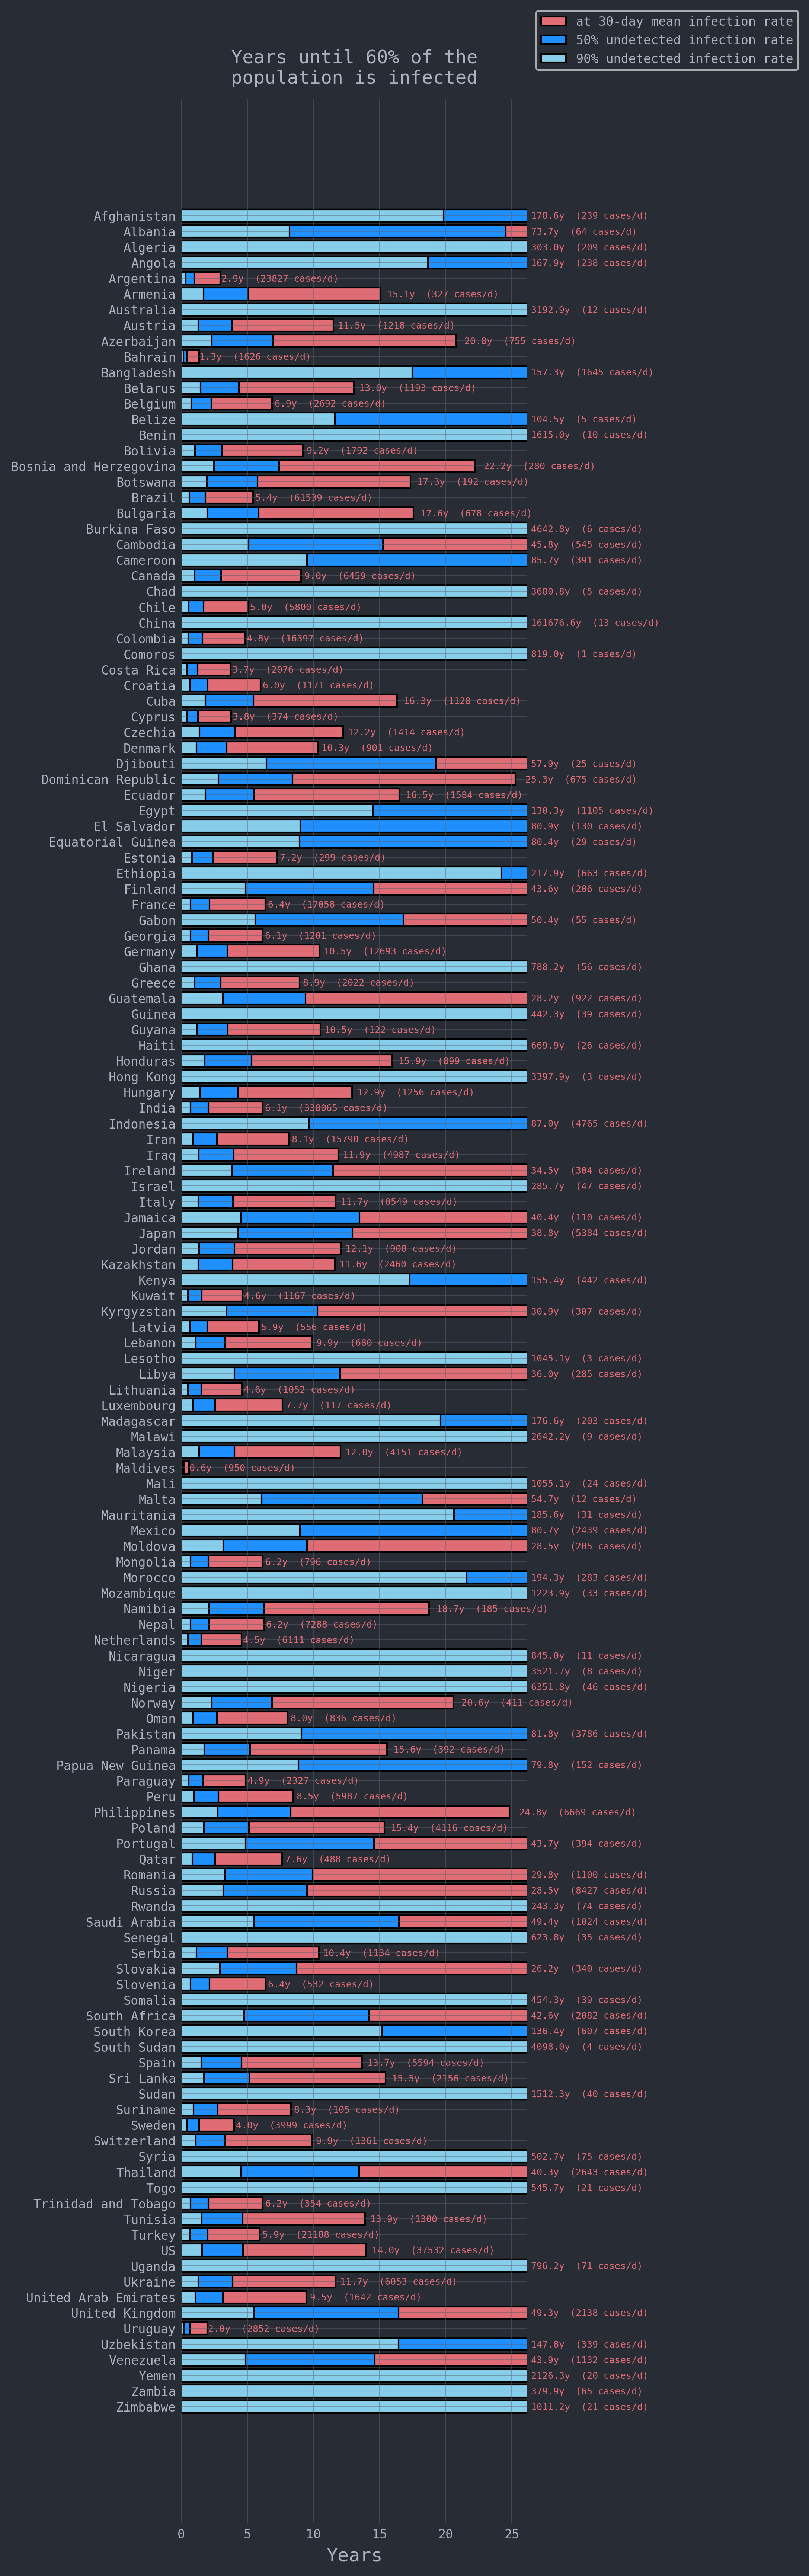 at 30-day mean infection rate
50% undetected infection rate
90% undetected infection rate
Years until 60% of the
population is infected
Afghanistan 178.6y (239 cases/d)
Albania 73.7y (64 cases/d)
Algeria 303.0y (209 cases/d)
Angola 167.9y (238 cases/d)
Argentina 2.9y (23827 cases/d)
Armenia 15.1y (327 cases/d)
Australia 3192.9y (12 cases/d)
Austria 11.5y (1218 cases/d)
Azerbaijan 20.8y (755 cases/d)
Bahrain 1.3y (1626 cases/d)
Bangladesh 157.3y (1645 cases/d)
Belarus 13.0y (1193 cases/d)
Belgium 6.9y (2692 cases/d)
Belize 104.5y (5 cases/d)
Benin 1615.0y (10 cases/d)
Bolivia 9.2y (1792 cases/d)
Bosnia and Herzegovina 22.2y (280 cases/d)
Botswana 17.3y (192 cases/d)
Brazil 5.4y (61539 cases/d)
Bulgaria 17.6y (678 cases/d)
Burkina Faso 4642.8y (6 cases/d)
Cambodia 45.8y (545 cases/d)
Cameroon 85.7y (391 cases/d)
Canada 9.0y (6459 cases/d)
Chad 3680.8y (5 cases/d)
Chile 5.0y (5800 cases/d)
China 161676.6y (13 cases/d)
Colombia 4.8y (16397 cases/d)
Comoros 819.0y (1 cases/d)
Costa Rica 3.7y (2076 cases/d)
Croatia 6.0y (1171 cases/d)
Cuba 16.3y (1128 cases/d)
Cyprus 3.8y (374 cases/d)
Czechia 12.2y (1414 cases/d)
Denmark 10.3y (901 cases/d)
Djibouti 57.9y (25 cases/d)
Dominican Republic 25.3y (675 cases/d)
Ecuador 16.5y (1584 cases/d)
Egypt 130.3y (1105 cases/d)
El Salvador 80.9y (130 cases/d)
Equatorial Guinea 80.4y (29 cases/d)
Estonia 7.2y (299 cases/d)
Ethiopia 217.9y (663 cases/d)
Finland 43.6y (206 cases/d)
France 6.4y (17058 cases/d)
Gabon 50.4y (55 cases/d)
Georgia 6.1y (1201 cases/d)
Germany 10.5y (12693 cases/d)
Ghana 788.2y (56 cases/d)
Greece 8.9y (2022 cases/d)
Guatemala 28.2y (922 cases/d)
Guinea 442.3y (39 cases/d)
Guyana 10.5y (122 cases/d)
Haiti 669.9y (26 cases/d)
Honduras 15.9y (899 cases/d)
Hong Kong 3397.9y (3 cases/d)
Hungary 12.9y (1256 cases/d)
India 6.1y (338065 cases/d)
Indonesia 87.0y (4765 cases/d)
Iran 8.1y (15790 cases/d)
Iraq 11.9y (4987 cases/d)
Ireland 34.5y (304 cases/d)
Israel 285.7y (47 cases/d)
Italy 11.7y (8549 cases/d)
Jamaica 40.4y (110 cases/d)
Japan 38.8y (5384 cases/d)
Jordan 12.1y (908 cases/d)
Kazakhstan 11.6y (2460 cases/d)
Kenya 155.4y (442 cases/d)
Kuwait 4.6y (1167 cases/d)
Kyrgyzstan 30.9y (307 cases/d)
Latvia 5.9y (556 cases/d)
Lebanon 9.9y (680 cases/d)
Lesotho 1045.1y (3 cases/d)
Libya 36.0y (285 cases/d)
Lithuania 4.6y (1052 cases/d)
Luxembourg 7.7y (117 cases/d)
Madagascar 176.6y (203 cases/d)
Malawi 2642.2y (9 cases/d)
Malaysia 12.0y (4151 cases/d)
Maldives 0.6y (950 cases/d)
Mali 1055.1y (24 cases/d)
Malta 54.7y (12 cases/d)
Mauritania 185.6y (31 cases/d)
Mexico 80.7y (2439 cases/d)
Moldova 28.5y (205 cases/d)
Mongolia 6.2y (796 cases/d)
Morocco 194.3y (283 cases/d)
Mozambique 1223.9y (33 cases/d)
Namibia 18.7y (185 cases/d)
Nepal 6.2y (7288 cases/d)
Netherlands 4.5y (6111 cases/d)
Nicaragua 845.0y (11 cases/d)
Niger 3521.7y (8 cases/d)
Nigeria 6351.8y (46 cases/d)
Norway 20.6y (411 cases/d)
Oman 8.0y (836 cases/d)
Pakistan 81.8y (3786 cases/d)
Panama 15.6y (392 cases/d)
Papua New Guinea 79.8y (152 cases/d)
Paraguay 4.9y (2327 cases/d)
Peru 8.5y (5987 cases/d)
Philippines 24.8y (6669 cases/d)
Poland 15.4y (4116 cases/d)
Portugal 43.7y (394 cases/d)
Qatar 7.6y (488 cases/d)
Romania 29.8y (1100 cases/d)
Russia 28.5y (8427 cases/d)
Rwanda 243.3y (74 cases/d)
Saudi Arabia 49.4y (1024 cases/d)
Senegal 623.8y (35 cases/d)
Serbia 10.4y (1134 cases/d)
Slovakia 26.2y (340 cases/d)
Slovenia 6.4y (532 cases/d)
Somalia 454.3y (39 cases/d)
South Africa 42.6y (2082 cases/d)
South Korea 136.4y (607 cases/d)
South Sudan 4098.0y (4 cases/d)
Spain 13.7y (5594 cases/d)
Sri Lanka 15.5y (2156 cases/d)
Sudan 1512.3y (40 cases/d)
Suriname 8.3y (105 cases/d)
Sweden 4.0y (3999 cases/d)
Switzerland 9.9y (1361 cases/d)
Syria 502.7y (75 cases/d)
Thailand 40.3y (2643 cases/d)
Togo 545.7y (21 cases/d)
Trinidad and Tobago 6.2y (354 cases/d)
Tunisia 13.9y (1300 cases/d)
Turkey 5.9y (21188 cases/d)
US 14.0y (37532 cases/d)
Uganda 796.2y (71 cases/d)
Ukraine 11.7y (6053 cases/d)
United Arab Emirates 9.5y (1642 cases/d)
United Kingdom 49.3y (2138 cases/d)
Uruguay 2.0y (2852 cases/d)
Uzbekistan 147.8y (339 cases/d)
Venezuela 43.9y (1132 cases/d)
Yemen 2126.3y (20 cases/d)
Zambia 379.9y (65 cases/d)
Zimbabwe 1011.2y (21 cases/d)
0 5 10 15 20 25
Years